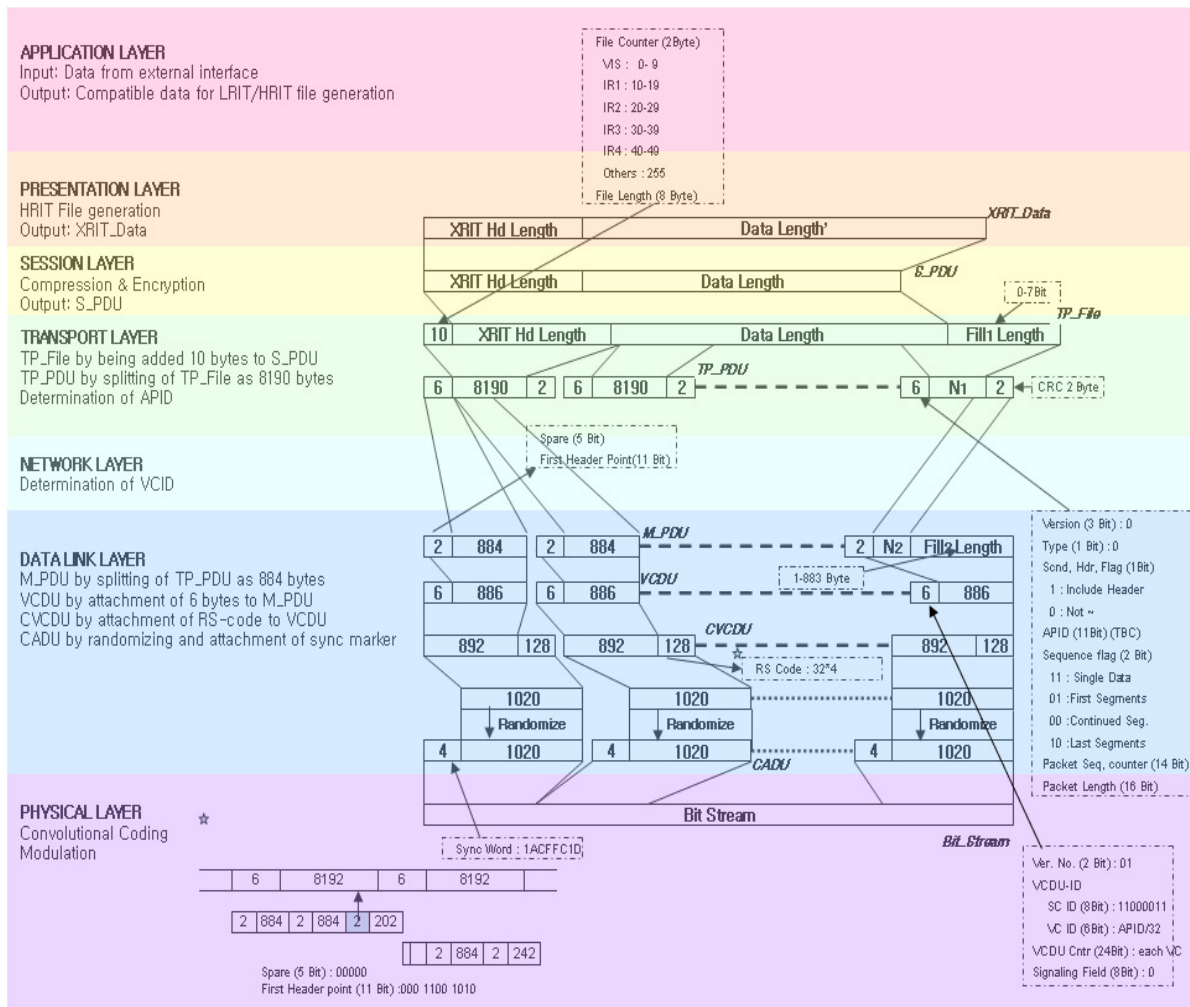 APPLICATION LAYER
Input: Data from external interface
Output: Compatible data for LRIT/HRIT file generation
File Counter (2Byte)
VIS : 0- 9
IR1 : 10-19
IR2 : 20-29
IR3 : 30-39
IR4 : 40-49
Others : 255
File Length (8 Byte)
PRESENTATION LAYER
HRIT File generation
Output: XRIT_Data
XRIT_Data
XRIT Hd Length Data Length'
SESSION LAYER
Compression & Encryption
Output: S_PDU
S_PDU
XRIT Hd Length Data Length
0-7Bit
TP_File
TRANSPORT LAYER
TP_File by being added 10 bytes to S_PDU
TP_PDU by splitting of TP_File as 8190 bytes
Determination of APID
10 XRIT Hd Length Data Length Fill1 Length
TP_PDU
6 8190 2 6 8190 2 6 N1 2
CRC 2 Byte
NETWORK LAYER
Determination of VCID
Spare (5 Bit)
First Header Point(11 Bit)
DATA LINK LAYER
M_PDU by splitting of TP_PDU as 884 bytes
VCDU by attachment of 6 bytes to M_PDU
CVCDU by attachment of RS-code to VCDU
CADU by randomizing and attachment of sync marker
M_PDU
2 884 2 884 2 N2 Fill2 Length
1-883 Byte
VCDU
6 886 6 886 6 886
CVCDU
892 128 892 128 892 128
☆
RS Code : 32*4
1020 1020 1020
Randomize Randomize Randomize
4 1020 4 1020 4 1020
CADU
Version (3 Bit) : 0
Type (1 Bit) : 0
Scnd, Hdr, Flag (1Bit)
1 : Include Header
0 : Not ~
APID (11Bit) (TBC)
Sequence flag (2 Bit)
11 : Single Data
01 :First Segments
00 :Continued Seg.
10 :Last Segments
Packet Seq, counter (14 Bit)
Packet Length (16 Bit)
PHYSICAL LAYER
Convolutional Coding
Modulation
☆
Bit Stream
Bit_Stream
Sync Word : 1ACFFC1D
6 8192 6 8192
2 884 2 884 2 202
2 884 2 242
Spare (5 Bit) : 00000
First Header point (11 Bit) :000 1100 1010
Ver. No. (2 Bit) : 01
VCDU-ID
SC ID (8Bit) : 11000011
VC ID (6Bit) : APID/32
VCDU Cntr (24Bit) : each VC
Signaling Field (8Bit) : 0